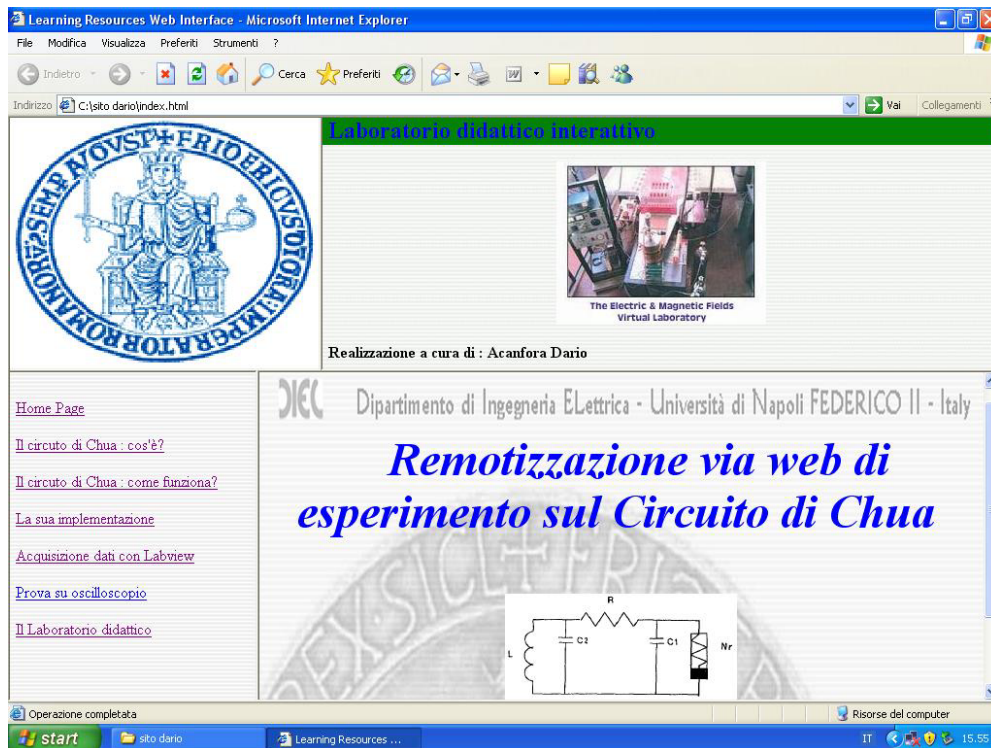 Learning Resources Web Interface - Microsoft Internet Explorer
File Modifica Visualizza Preferiti Strumenti ?
Indietro Cerca Preferiti
Indirizzo C:\sito dario\index.html Vai Collegamenti
Laboratorio didattico interattivo
The Electric & Magnetic Fields
Virtual Laboratory
Realizzazione a cura di : Acanfora Dario
DIEL Dipartimento di Ingegneria ELettrica - Università di Napoli FEDERICO II - Italy
Home Page
Il circuto di Chua : cos'è?
Il circuto di Chua : come funziona?
La sua implementazione
Acquisizione dati con Labview
Prova su oscilloscopio
Il Laboratorio didattico
Remotizzazione via web di
esperimento sul Circuito di Chua
R
L C2 C1 Nr
Operazione completata Risorse del computer
start sito dario Learning Resources ... IT 15.55